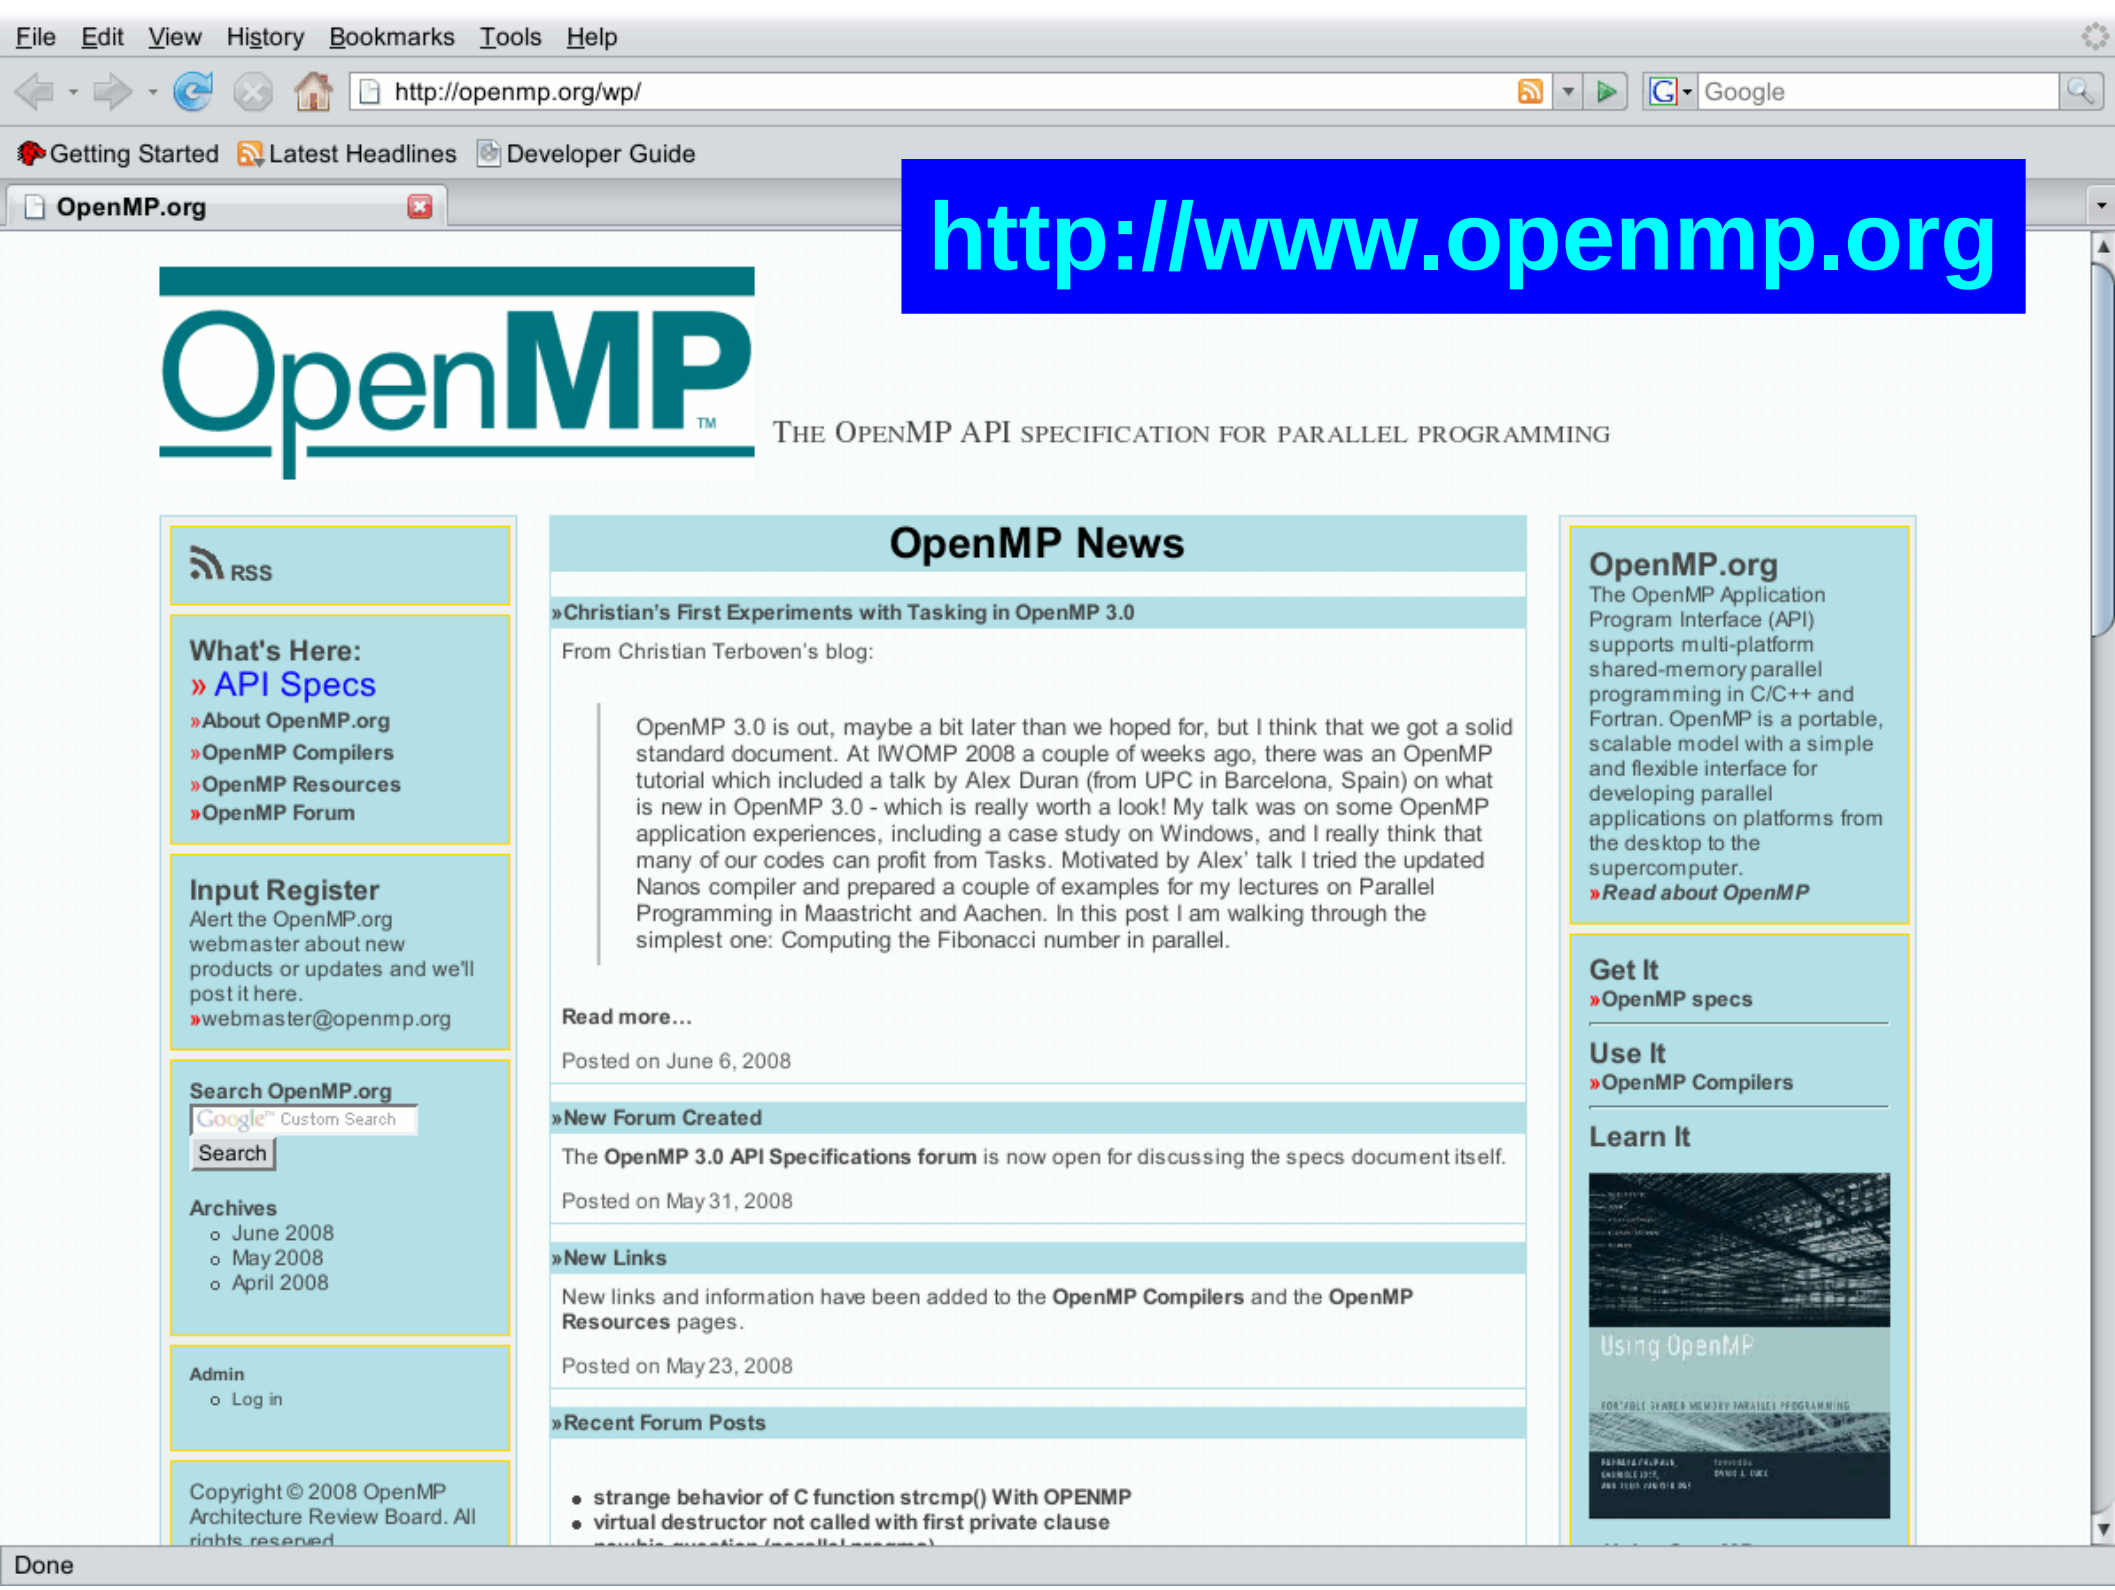 File Edit View History Bookmarks Tools Help
http://openmp.org/wp/
Google
Getting Started Latest Headlines Developer Guide
OpenMP.org
http://www.openmp.org
OpenMP™
The OpenMP API specification for parallel programming
RSS
What's Here:
» API Specs
»About OpenMP.org
»OpenMP Compilers
»OpenMP Resources
»OpenMP Forum
Input Register
Alert the OpenMP.org
webmaster about new
products or updates and we'll
post it here.
»webmaster@openmp.org
Search OpenMP.org
Google™ Custom Search
Search
Archives
June 2008
May 2008
April 2008
Admin
Log in
Copyright © 2008 OpenMP
Architecture Review Board. All
rights reserved
OpenMP News
»Christian's First Experiments with Tasking in OpenMP 3.0
From Christian Terboven's blog:
OpenMP 3.0 is out, maybe a bit later than we hoped for, but I think that we got a solid
standard document. At IWOMP 2008 a couple of weeks ago, there was an OpenMP
tutorial which included a talk by Alex Duran (from UPC in Barcelona, Spain) on what
is new in OpenMP 3.0 - which is really worth a look! My talk was on some OpenMP
application experiences, including a case study on Windows, and I really think that
many of our codes can profit from Tasks. Motivated by Alex' talk I tried the updated
Nanos compiler and prepared a couple of examples for my lectures on Parallel
Programming in Maastricht and Aachen. In this post I am walking through the
simplest one: Computing the Fibonacci number in parallel.
Read more...
Posted on June 6, 2008
»New Forum Created
The OpenMP 3.0 API Specifications forum is now open for discussing the specs document itself.
Posted on May 31, 2008
»New Links
New links and information have been added to the OpenMP Compilers and the OpenMP
Resources pages.
Posted on May 23, 2008
»Recent Forum Posts
strange behavior of C function strcmp() With OPENMP
virtual destructor not called with first private clause
newbie question (parallel pragma)
OpenMP.org
The OpenMP Application
Program Interface (API)
supports multi-platform
shared-memory parallel
programming in C/C++ and
Fortran. OpenMP is a portable,
scalable model with a simple
and flexible interface for
developing parallel
applications on platforms from
the desktop to the
supercomputer.
»Read about OpenMP
Get It
»OpenMP specs
Use It
»OpenMP Compilers
Learn It
Using OpenMP
PORTABLE SHARED MEMORY PARALLEL PROGRAMMING
Done